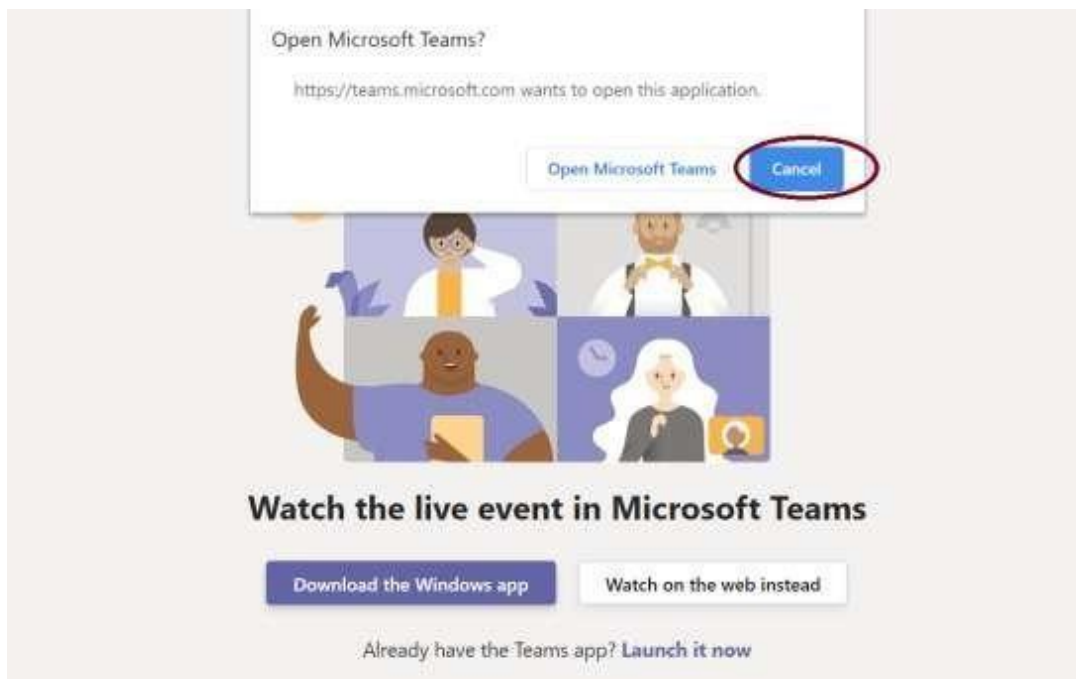 Open Microsoft Teams?
https://teams.microsoft.com wants to open this application.
Open Microsoft Teams
Cancel
Watch the live event in Microsoft Teams
Download the Windows app
Watch on the web instead
Already have the Teams app? Launch it now